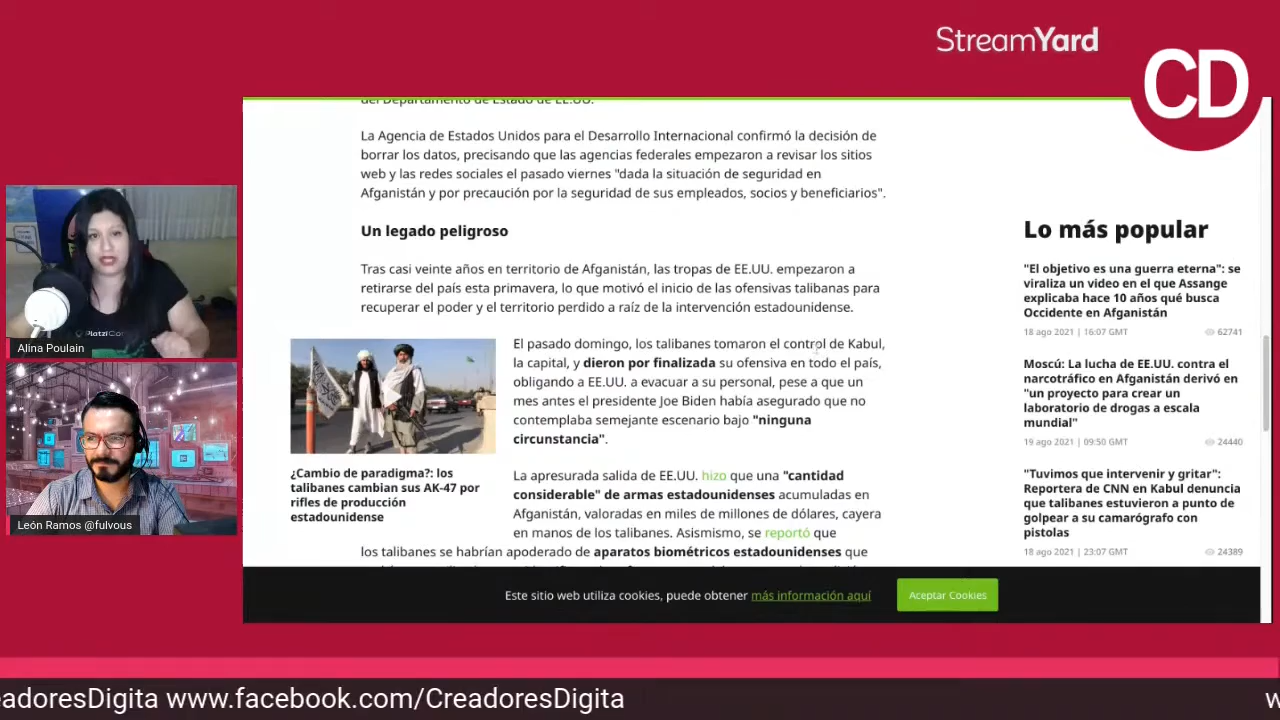 StreamYard
CD
del Departamento de Estado de EE.UU.
La Agencia de Estados Unidos para el Desarrollo Internacional confirmó la decisión de
borrar los datos, precisando que las agencias federales empezaron a revisar los sitios
web y las redes sociales el pasado viernes "dada la situación de seguridad en
Afganistán y por precaución por la seguridad de sus empleados, socios y beneficiarios".
Un legado peligroso
Tras casi veinte años en territorio de Afganistán, las tropas de EE.UU. empezaron a
retirarse del país esta primavera, lo que motivó el inicio de las ofensivas talibanas para
recuperar el poder y el territorio perdido a raíz de la intervención estadounidense.
El pasado domingo, los talibanes tomaron el control de Kabul,
la capital, y dieron por finalizada su ofensiva en todo el país,
obligando a EE.UU. a evacuar a su personal, pese a que un
mes antes el presidente Joe Biden había asegurado que no
contemplaba semejante escenario bajo "ninguna
circunstancia".
¿Cambio de paradigma?: los
talibanes cambian sus AK-47 por
rifles de producción
estadounidense
La apresurada salida de EE.UU. hizo que una "cantidad
considerable" de armas estadounidenses acumuladas en
Afganistán, valoradas en miles de millones de dólares, cayera
en manos de los talibanes. Asismismo, se reportó que
los talibanes se habrían apoderado de aparatos biométricos estadounidenses que
Lo más popular
"El objetivo es una guerra eterna": se
viraliza un video en el que Assange
explicaba hace 10 años qué busca
Occidente en Afganistán
18 ago 2021 | 16:07 GMT 62741
Moscú: La lucha de EE.UU. contra el
narcotráfico en Afganistán derivó en
"un proyecto para crear un
laboratorio de drogas a escala
mundial"
19 ago 2021 | 09:50 GMT 24440
"Tuvimos que intervenir y gritar":
Reportera de CNN en Kabul denuncia
que talibanes estuvieron a punto de
golpear a su camarógrafo con
pistolas
18 ago 2021 | 23:07 GMT 24389
Este sitio web utiliza cookies, puede obtener más información aquí
Aceptar Cookies
Alina Poulain
León Ramos @fulvous
eadoresDigita www.facebook.com/CreadoresDigita
w